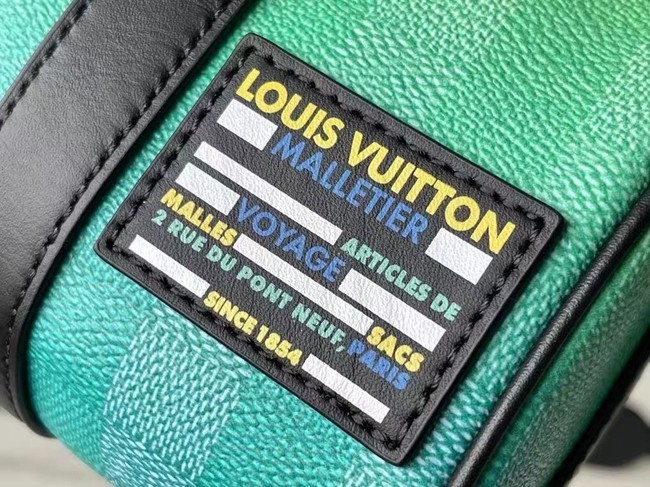 LOUIS VUITTON
MALLETIER
ARTICLES DE
VOYAGE
MALLES
SACS
2 RUE DU PONT NEUF, PARIS
SINCE 1854